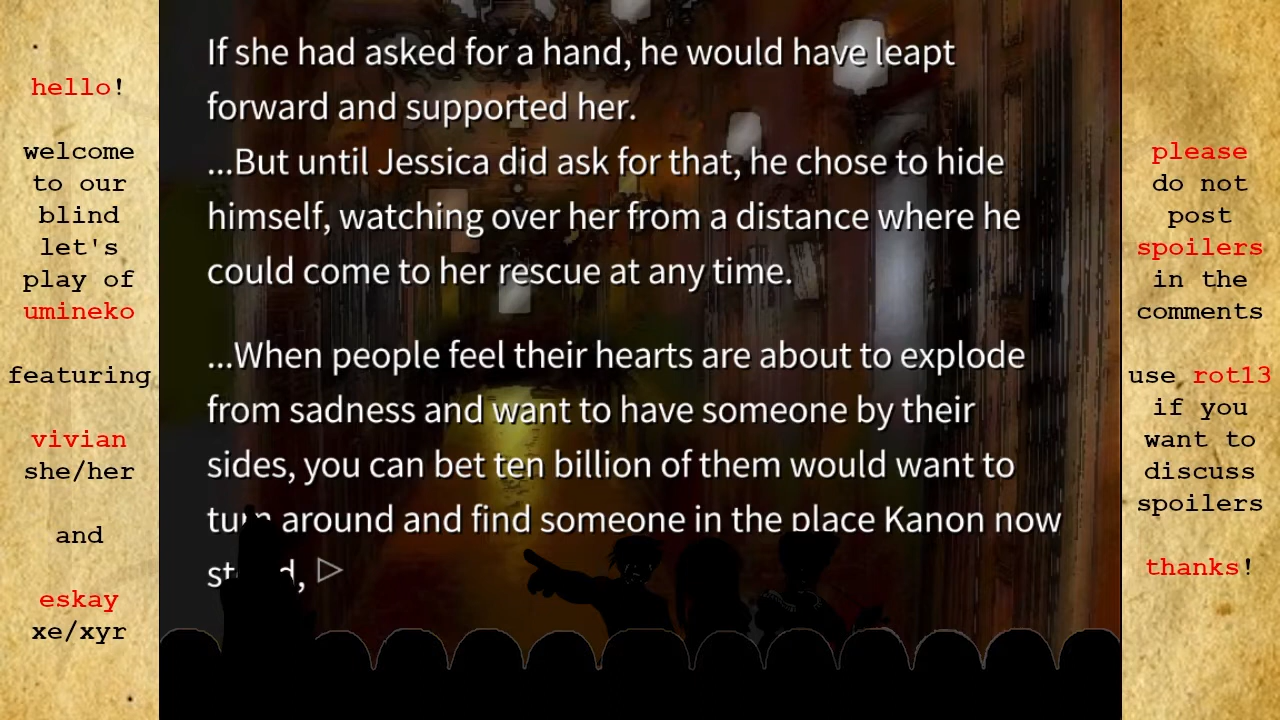 hello!
welcome
to our
blind
let's
play of
umineko
featuring
vivian
she/her
and
eskay
xe/xyr
If she had asked for a hand, he would have leapt
forward and supported her.
...But until Jessica did ask for that, he chose to hide
himself, watching over her from a distance where he
could come to her rescue at any time.
...When people feel their hearts are about to explode
from sadness and want to have someone by their
sides, you can bet ten billion of them would want to
turn around and find someone in the place Kanon now
please
do not
post
spoilers
in the
comments
use rot13
if you
want to
discuss
spoilers
thanks!